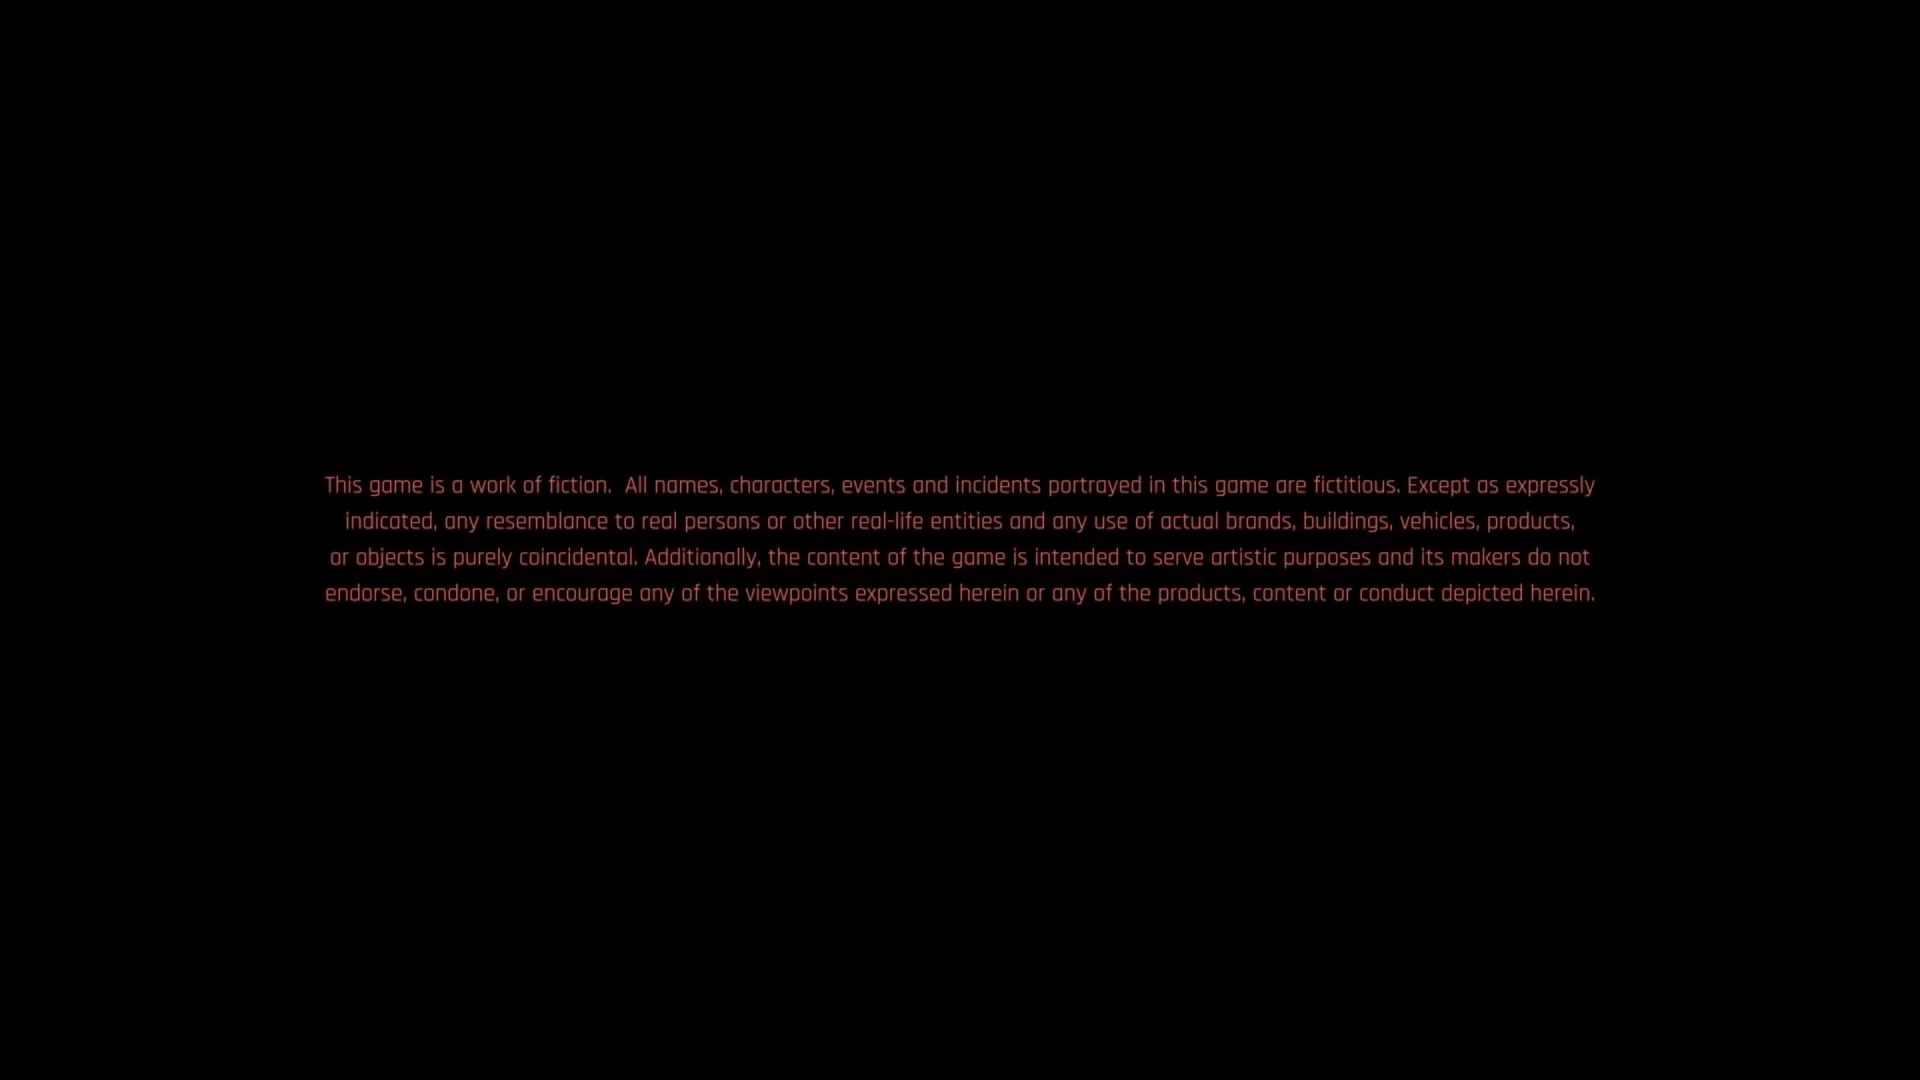 This game is a work of fiction.  All names, characters, events and incidents portrayed in this game are fictitious. Except as expressly
indicated, any resemblance to real persons or other real-life entities and any use of actual brands, buildings, vehicles, products,
or objects is purely coincidental. Additionally, the content of the game is intended to serve artistic purposes and its makers do not
endorse, condone, or encourage any of the viewpoints expressed herein or any of the products, content or conduct depicted herein.